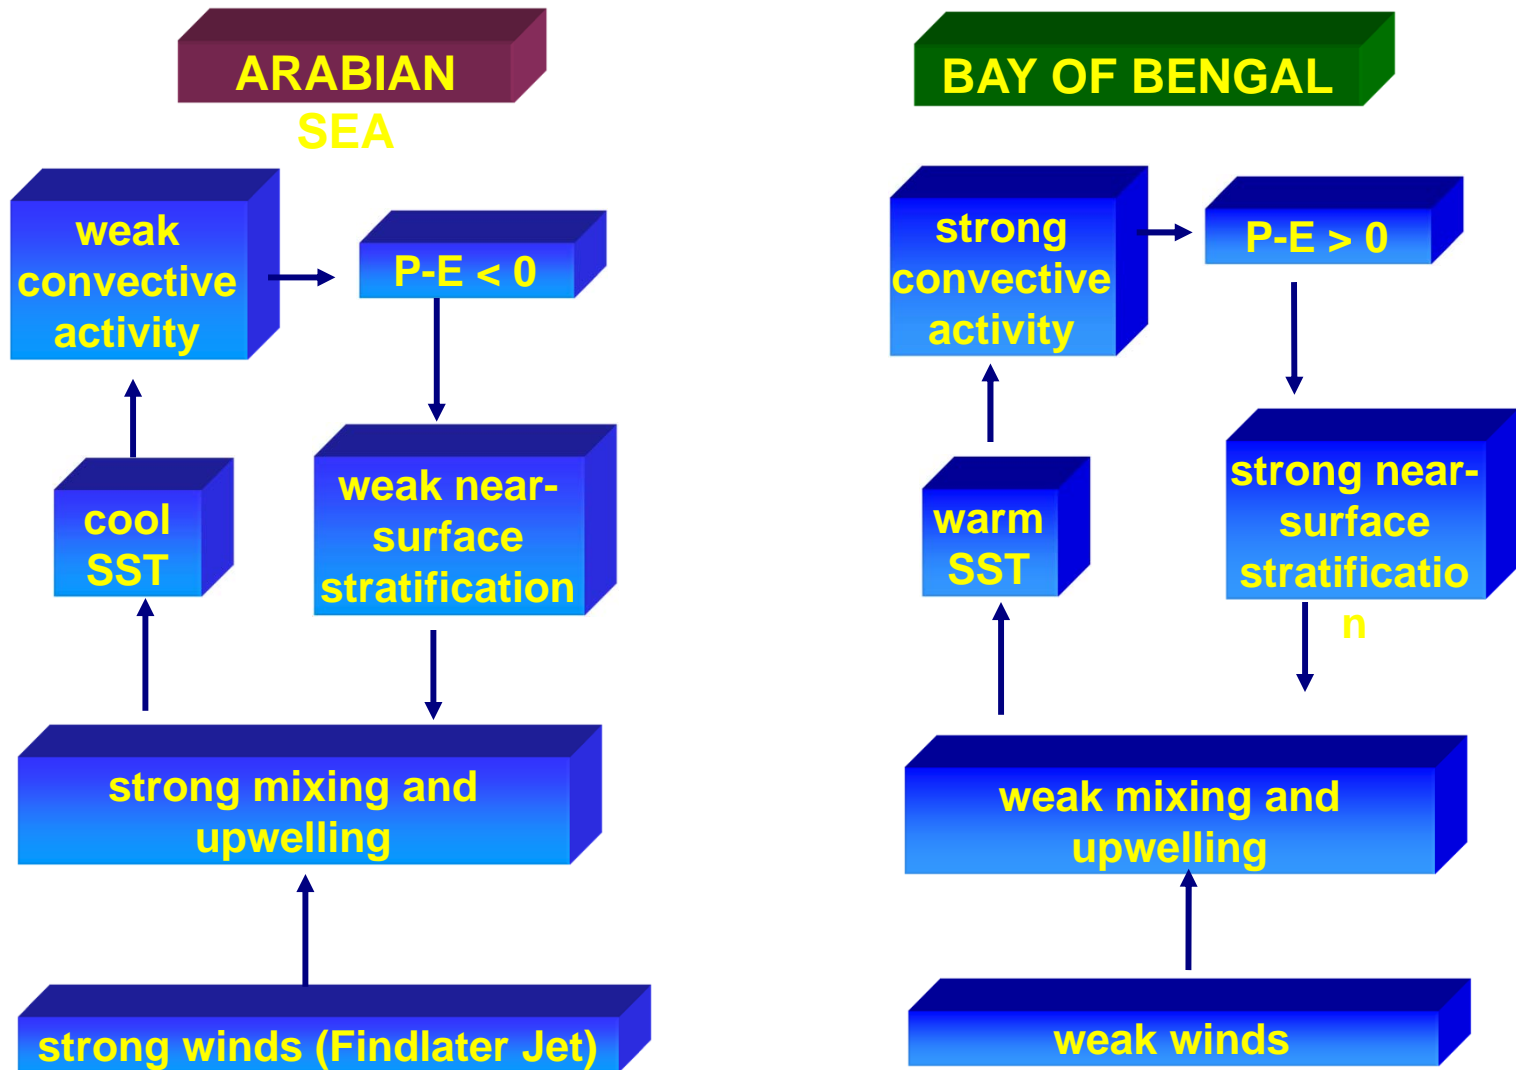 ARABIAN
SEA
weak
convective
activity
P-E < 0
cool
SST
weak near-
surface
stratification
strong mixing and
upwelling
strong winds (Findlater Jet)
BAY OF BENGAL
strong
convective
activity
P-E > 0
warm
SST
strong near-
surface
stratificatio
n
weak mixing and
upwelling
weak winds